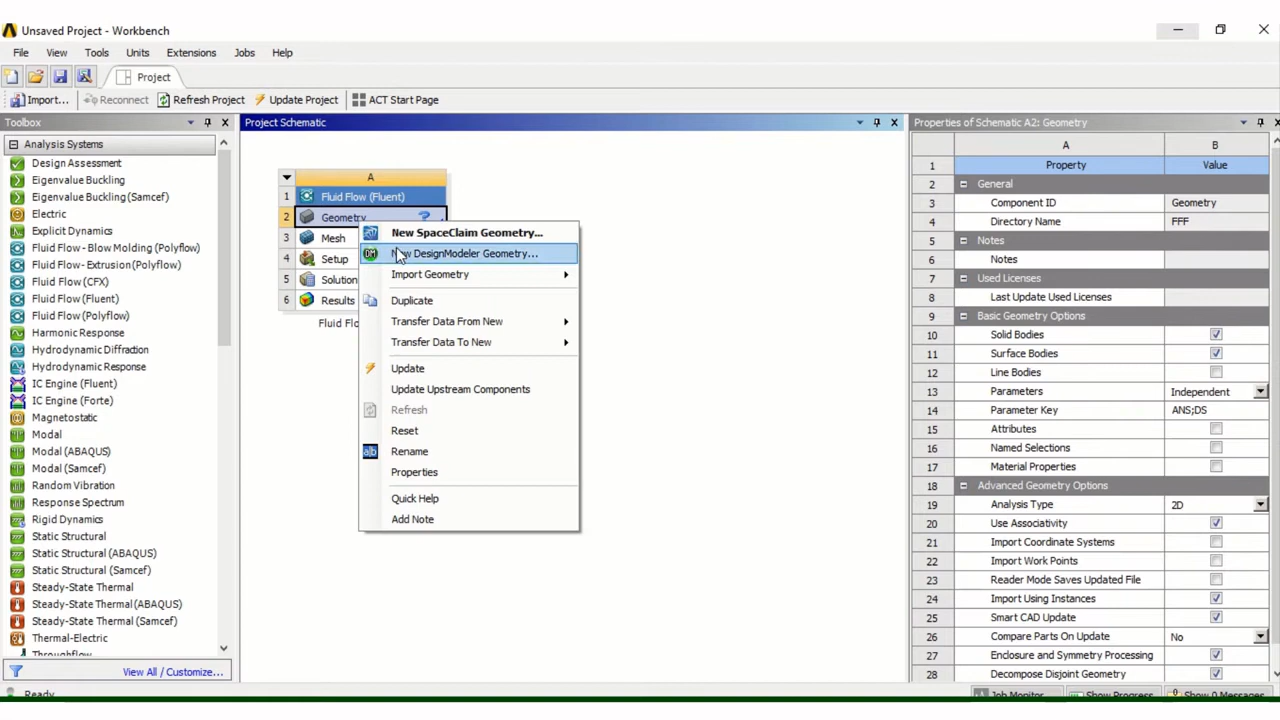 Unsaved Project - Workbench
File View Tools Units Extensions Jobs Help
Project
Import... Reconnect Refresh Project Update Project ACT Start Page
Toolbox
Analysis Systems
Design Assessment
Eigenvalue Buckling
Eigenvalue Buckling (Samcef)
Electric
Explicit Dynamics
Fluid Flow - Blow Molding (Polyflow)
Fluid Flow - Extrusion (Polyflow)
Fluid Flow (CFX)
Fluid Flow (Fluent)
Fluid Flow (Polyflow)
Harmonic Response
Hydrodynamic Diffraction
Hydrodynamic Response
IC Engine (Fluent)
IC Engine (Forte)
Magnetostatic
Modal
Modal (ABAQUS)
Modal (Samcef)
Random Vibration
Response Spectrum
Rigid Dynamics
Static Structural
Static Structural (ABAQUS)
Static Structural (Samcef)
Steady-State Thermal
Steady-State Thermal (ABAQUS)
Steady-State Thermal (Samcef)
Thermal-Electric
Throughflow
View All / Customize...
Ready
Project Schematic
A
1 Fluid Flow (Fluent)
2 Geometry ?
3 Mesh
4 Setup
5 Solution
6 Results
Fluid Flo
New SpaceClaim Geometry...
New DesignModeler Geometry...
Import Geometry
Duplicate
Transfer Data From New
Transfer Data To New
Update
Update Upstream Components
Refresh
Reset
Rename
Properties
Quick Help
Add Note
Properties of Schematic A2: Geometry
A B
1 Property Value
2 General
3 Component ID Geometry
4 Directory Name FFF
5 Notes
6 Notes
7 Used Licenses
8 Last Update Used Licenses
9 Basic Geometry Options
10 Solid Bodies
11 Surface Bodies
12 Line Bodies
13 Parameters Independent
14 Parameter Key ANS;DS
15 Attributes
16 Named Selections
17 Material Properties
18 Advanced Geometry Options
19 Analysis Type 2D
20 Use Associativity
21 Import Coordinate Systems
22 Import Work Points
23 Reader Mode Saves Updated File
24 Import Using Instances
25 Smart CAD Update
26 Compare Parts On Update No
27 Enclosure and Symmetry Processing
28 Decompose Disjoint Geometry
Job Monitor... Show Progress Show 0 Messages